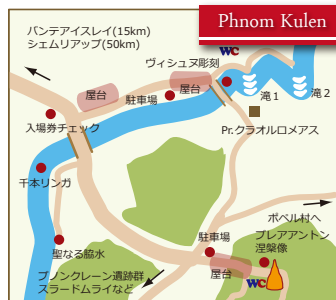 Phnom Kulen
バンテアイスレイ(15km)
シェムリアップ(50km)
WC
ヴィシュヌ彫刻
屋台
駐車場
屋台
滝1
滝2
入場券チェック
Pr.クラオルロメアス
千本リンガ
ポペル村へ
聖なる脇水
駐車場
プレアアントン
涅槃像
プノンクレーン遺跡群
スラードムライなど
屋台
WC